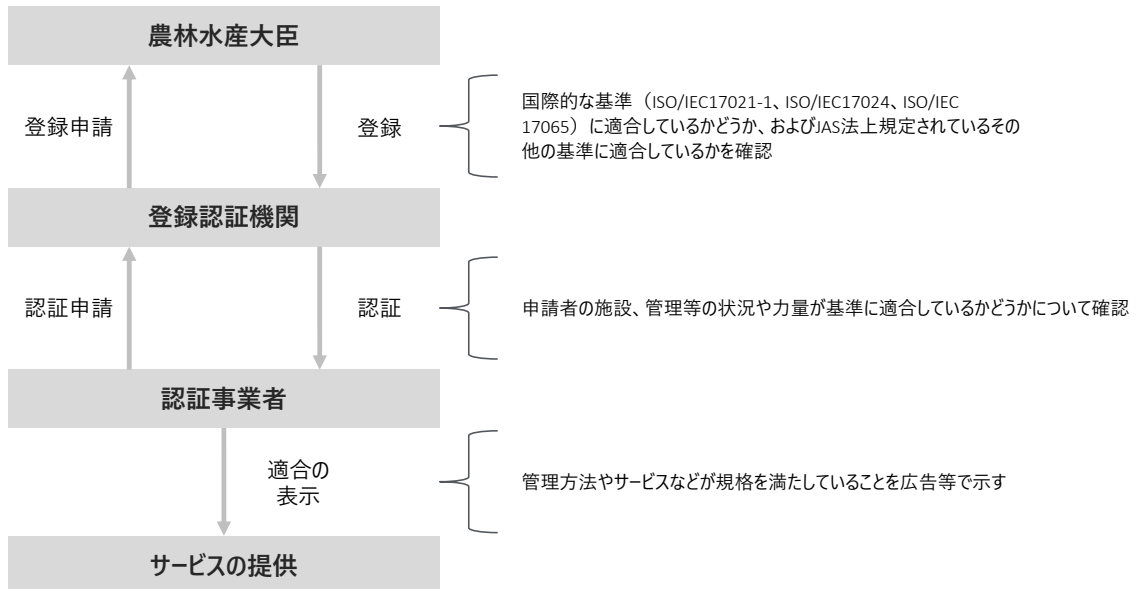 農林水産大臣
登録申請
登録
国際的な基準（ISO/IEC17021-1、ISO/IEC17024、ISO/IEC
17065）に適合しているかどうか、およびJAS法上規定されているその
他の基準に適合しているかを確認
登録認証機関
認証申請
認証
申請者の施設、管理等の状況や力量が基準に適合しているかどうかについて確認
認証事業者
適合の
表示
管理方法やサービスなどが規格を満たしていることを広告等で示す
サービスの提供